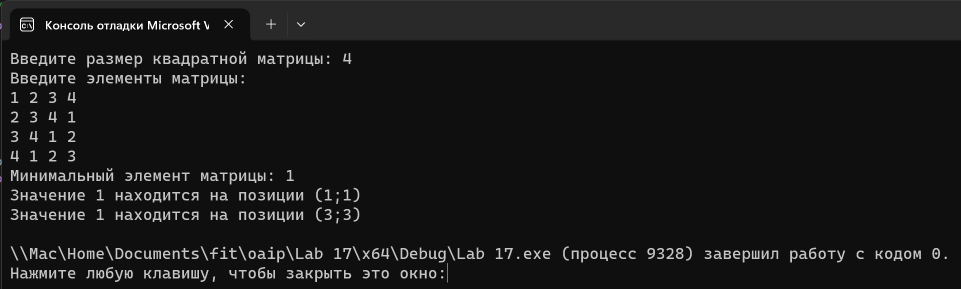 Консоль отладки Microsoft V
Введите размер квадратной матрицы: 4
Введите элементы матрицы:
1 2 3 4
2 3 4 1
3 4 1 2
4 1 2 3
Минимальный элемент матрицы: 1
Значение 1 находится на позиции (1;1)
Значение 1 находится на позиции (3;3)
\\Mac\Home\Documents\fit\oaip\Lab 17\x64\Debug\Lab 17.exe (процесс 9328) завершил работу с кодом 0.
Нажмите любую клавишу, чтобы закрыть это окно: